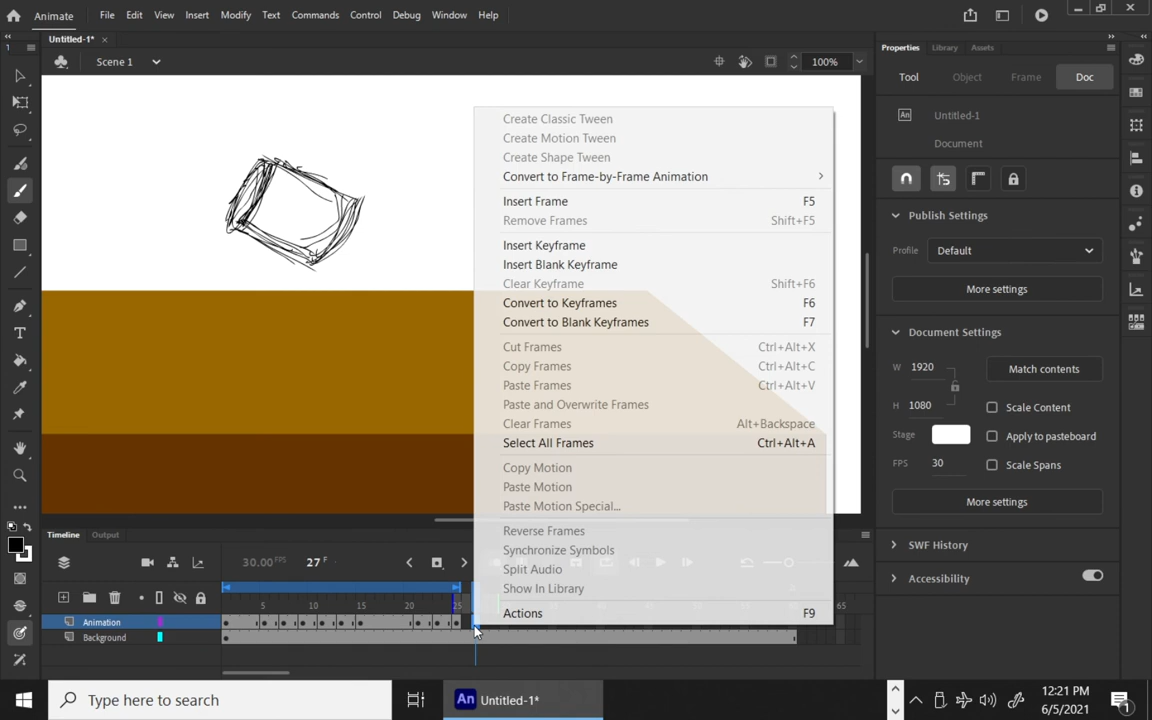 Animate File Edit View Insert Modify Text Commands Control Debug Window Help
Untitled-1* ×
Scene 1 100%
1
Create Classic Tween
Create Motion Tween
Create Shape Tween
Convert to Frame-by-Frame Animation
Insert Frame F5
Remove Frames Shift+F5
Insert Keyframe
Insert Blank Keyframe
Clear Keyframe Shift+F6
Convert to Keyframes F6
Convert to Blank Keyframes F7
Cut Frames Ctrl+Alt+X
Copy Frames Ctrl+Alt+C
Paste Frames Ctrl+Alt+V
Paste and Overwrite Frames
Clear Frames Alt+Backspace
Select All Frames Ctrl+Alt+A
Copy Motion
Paste Motion
Paste Motion Special...
Reverse Frames
Synchronize Symbols
Split Audio
Show In Library
Actions F9
Properties Library Assets
Tool Object Frame Doc
An Untitled-1
Document
Publish Settings
Profile Default
More settings
Document Settings
W 1920 Match contents
H 1080 Scale Content
Stage Apply to pasteboard
FPS 30 Scale Spans
More settings
SWF History
Accessibility
Timeline Output
30.00 FPS 27 F
5 10 15 20 25 65
Animation
Background
Type here to search
An Untitled-1*
12:21 PM
6/5/2021
1